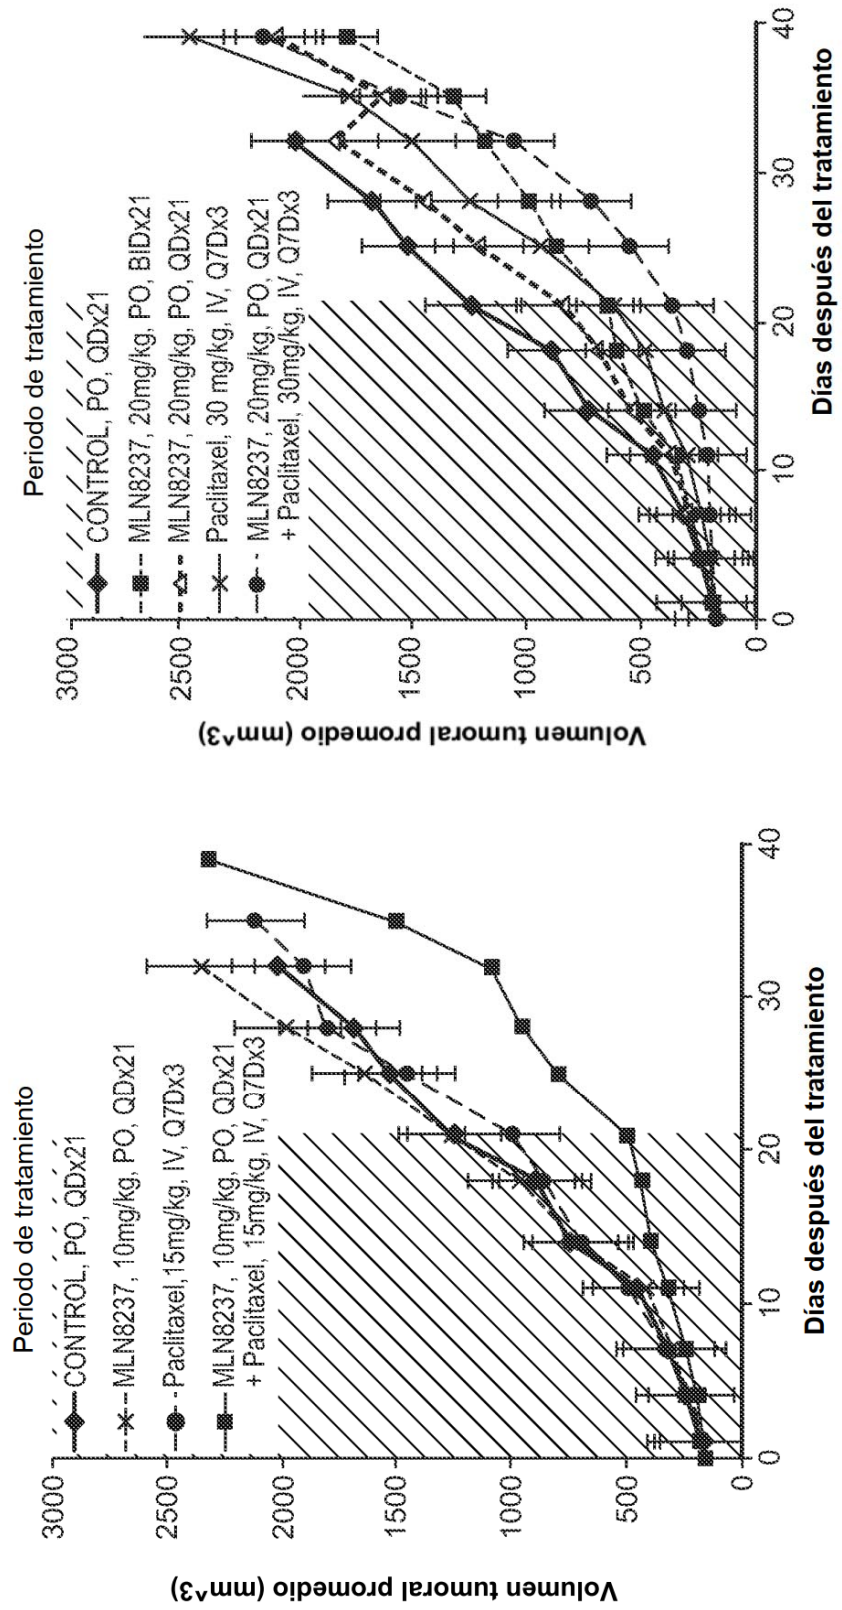 Periodo de tratamiento
CONTROL, PO, QDx21
MLN8237, 10mg/kg, PO, QDx21
Paclitaxel,15mg/kg, IV, Q7Dx3
MLN8237, 10mg/kg, PO, QDx21
+ Paclitaxel, 15mg/kg, IV, Q7Dx3
3000
2500
2000
1500
1000
500
0
Volumen tumoral promedio (mm^3)
0
10
20
30
40
Días después del tratamiento
Periodo de tratamiento
CONTROL, PO, QDx21
MLN8237, 20mg/kg, PO, BIDx21
MLN8237, 20mg/kg, PO, QDx21
Paclitaxel, 30 mg/kg, IV, Q7Dx3
MLN8237, 20mg/kg, PO, QDx21
+ Paclitaxel, 30mg/kg, IV, Q7Dx3
3000
2500
2000
1500
1000
500
0
Volumen tumoral promedio (mm^3)
0
10
20
30
40
Días después del tratamiento